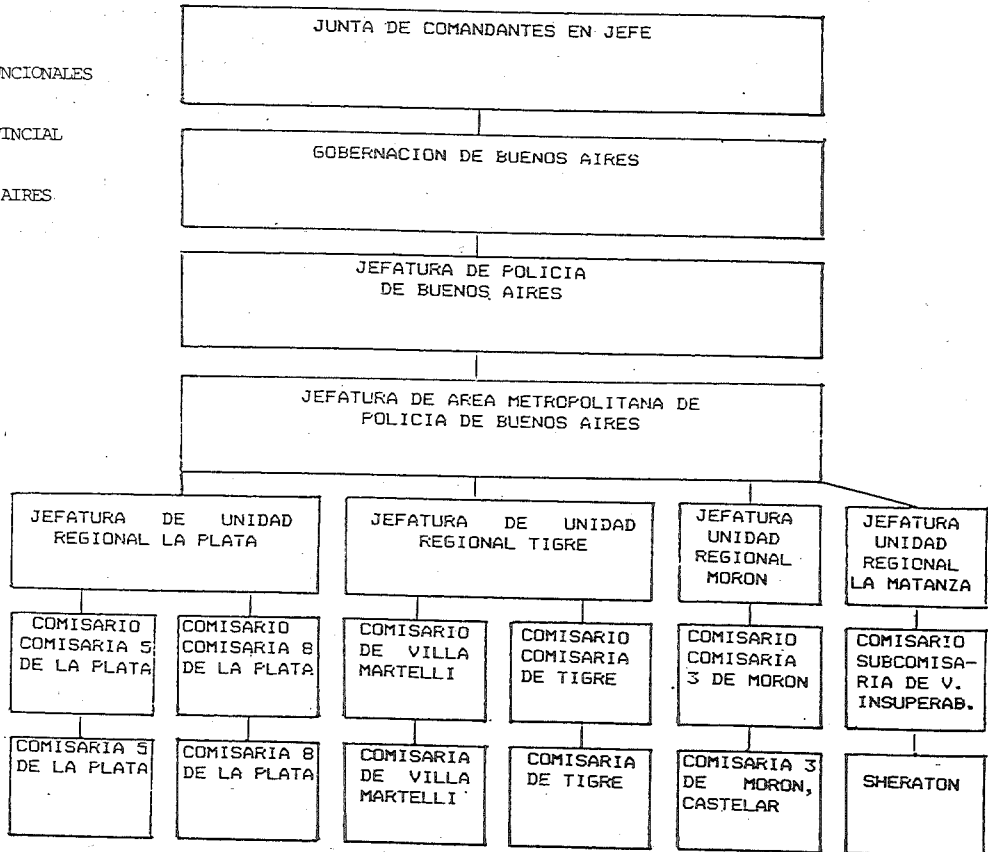 JUNTA DE COMANDANTES EN JEFE
NCIONALES
INCIAL
AIRES
GOBERNACION DE BUENOS AIRES
JEFATURA DE POLICIA
DE BUENOS AIRES
JEFATURA DE AREA METROPOLITANA DE
POLICIA DE BUENOS AIRES
JEFATURA DE UNIDAD
REGIONAL LA PLATA
JEFATURA DE UNIDAD
REGIONAL TIGRE
JEFATURA
UNIDAD
REGIONAL
MORON
JEFATURA
UNIDAD
REGIONAL
LA MATANZA
COMISARIO
COMISARIA 5
DE LA PLATA
COMISARIO
COMISARIA 8
DE LA PLATA
COMISARIO
DE VILLA
MARTELLI
COMISARIO
COMISARIA
DE TIGRE
COMISARIO
COMISARIA
3 DE MORON
COMISARIO
SUBCOMISA-
RIA DE V.
INSUPERAB.
COMISARIA 5
DE LA PLATA
COMISARIA 8
DE LA PLATA
COMISARIA
DE VILLA
MARTELLI
COMISARIA
DE TIGRE
COMISARIA 3
DE MORON,
CASTELAR
SHERATON